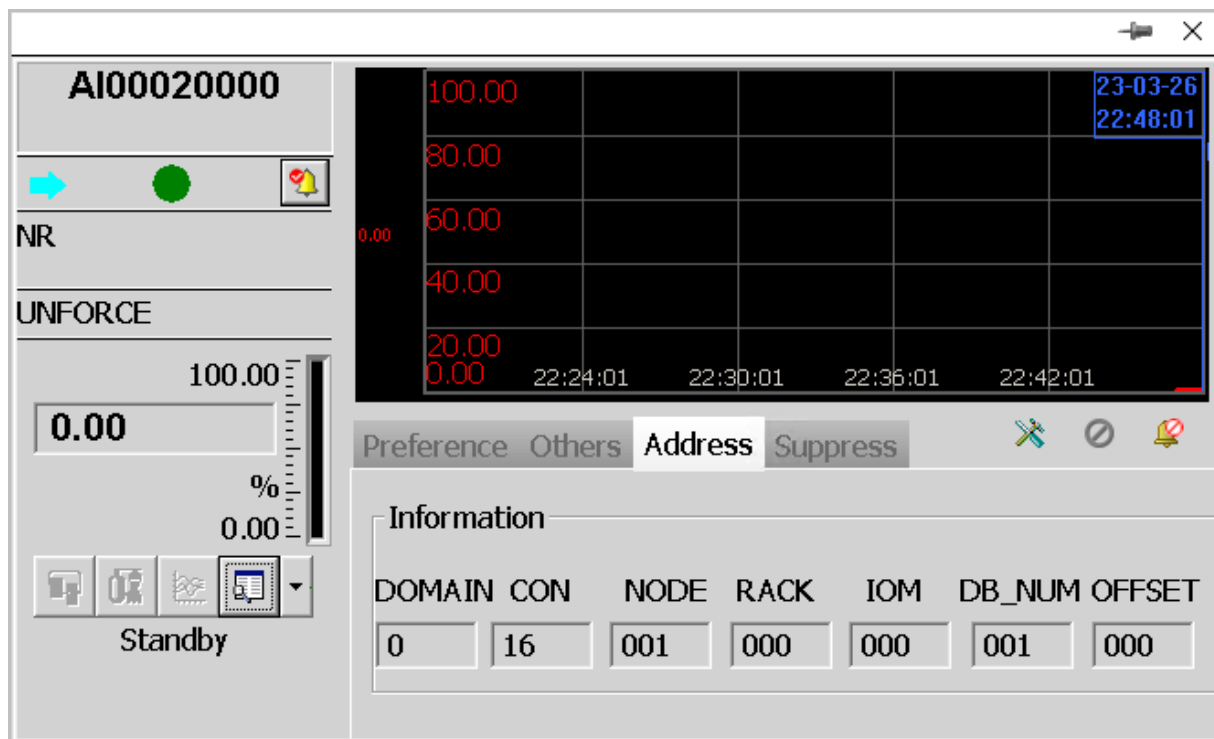 AI00020000
NR
UNFORCE
100.00
0.00
%
0.00
Standby
100.00
80.00
60.00
40.00
20.00
0.00
0.00
23-03-26
22:48:01
22:24:01 22:30:01 22:36:01 22:42:01
Preference Others Address Suppress
Information
DOMAIN CON NODE RACK IOM DB_NUM OFFSET
0 16 001 000 000 001 000